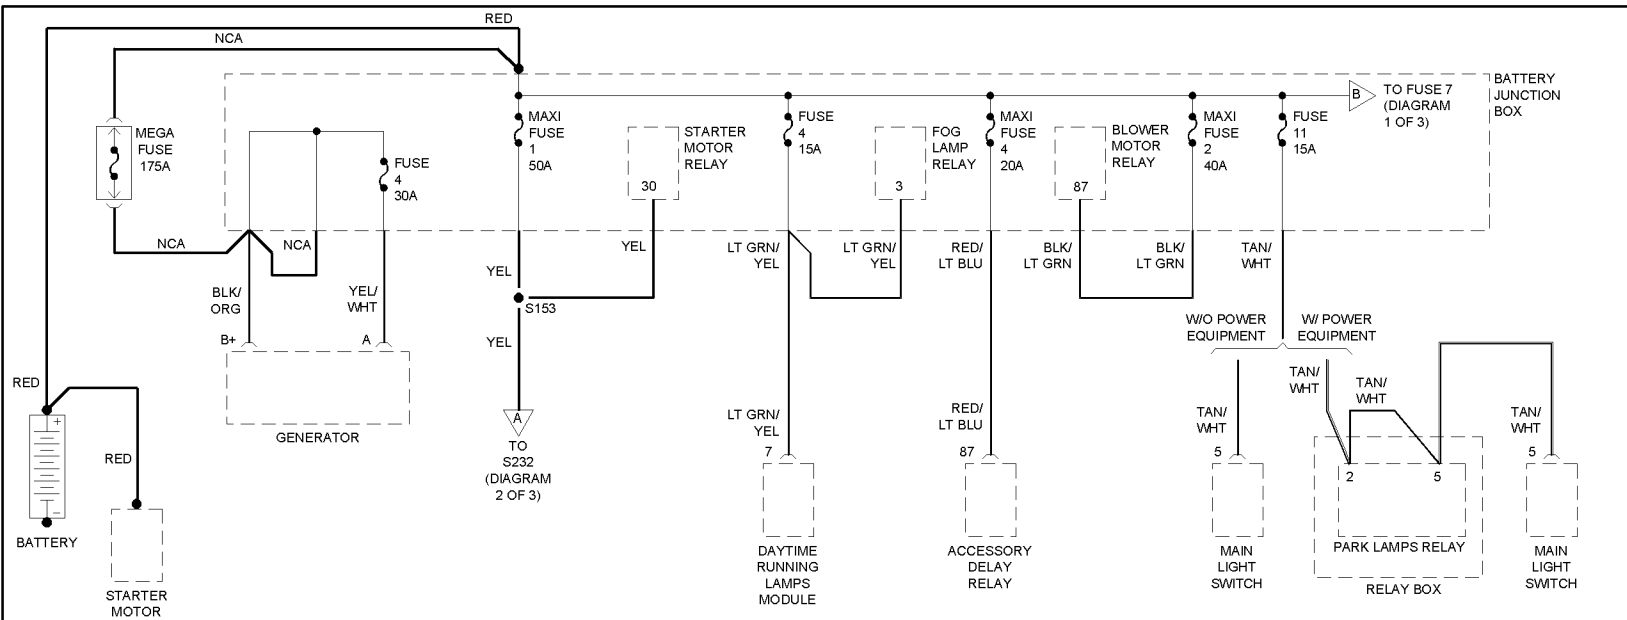 RED
NCA
BATTERY
JUNCTION
BOX
B
TO FUSE 7
(DIAGRAM
1 OF 3)
MEGA
FUSE
175A
FUSE
4
30A
MAXI
FUSE
1
50A
STARTER
MOTOR
RELAY
30
FUSE
4
15A
FOG
LAMP
RELAY
3
MAXI
FUSE
4
20A
BLOWER
MOTOR
RELAY
87
MAXI
FUSE
2
40A
FUSE
11
15A
NCA
NCA
YEL
LT GRN/
YEL
LT GRN/
YEL
RED/
LT BLU
BLK/
LT GRN
BLK/
LT GRN
TAN/
WHT
BLK/
ORG
YEL/
WHT
YEL
S153
YEL
B+
A
GENERATOR
W/O POWER
EQUIPMENT
W/ POWER
EQUIPMENT
TAN/
WHT
TAN/
WHT
RED
+
-
BATTERY
RED
STARTER
MOTOR
A
TO
S232
(DIAGRAM
2 OF 3)
LT GRN/
YEL
7
DAYTIME
RUNNING
LAMPS
MODULE
RED/
LT BLU
87
ACCESSORY
DELAY
RELAY
TAN/
WHT
5
MAIN
LIGHT
SWITCH
2
5
PARK LAMPS RELAY
RELAY BOX
TAN/
WHT
5
MAIN
LIGHT
SWITCH